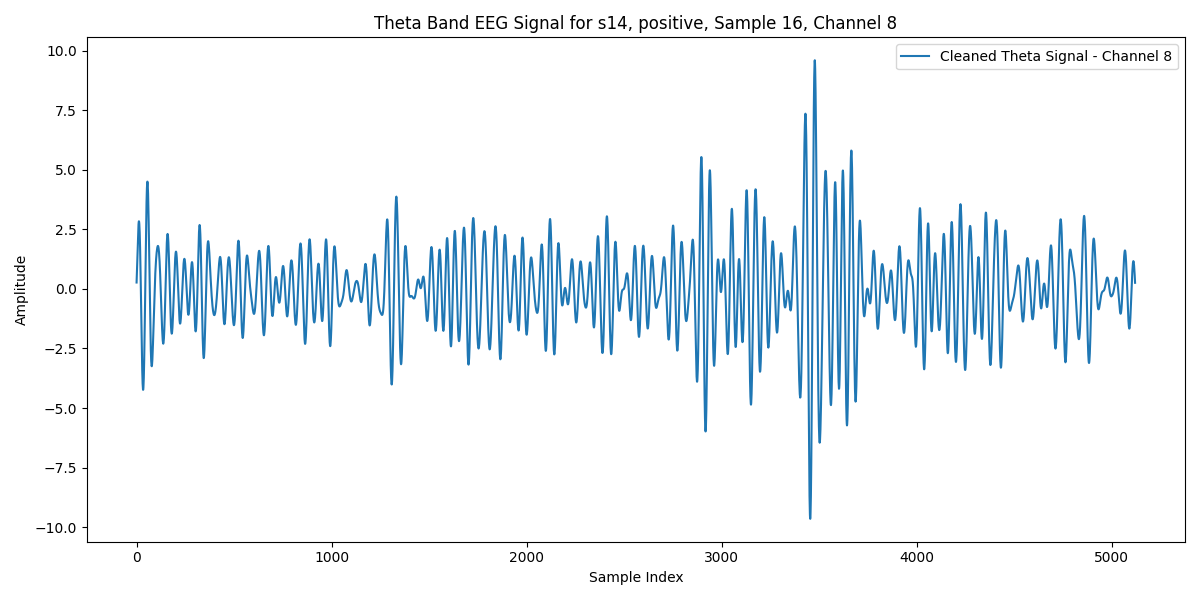 Theta Band EEG Signal for s14, positive, Sample 16, Channel 8
Cleaned Theta Signal - Channel 8
10.0
7.5
5.0
2.5
0.0
−2.5
−5.0
−7.5
−10.0
Amplitude
0 1000 2000 3000 4000 5000
Sample Index